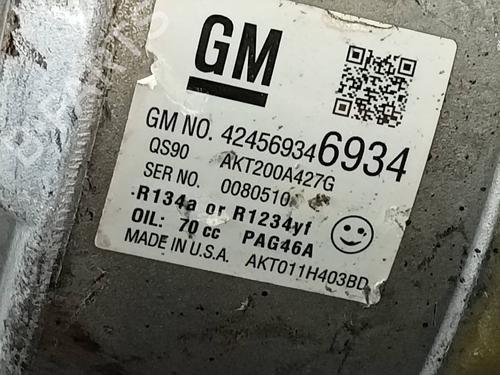 GM
GM NO. 42456934 6934
QS90 AKT200A427G
SER NO. 0080510
R134a or R1234yf
OIL: 70 cc PAG46A
MADE IN U.S.A. AKT011H403BD